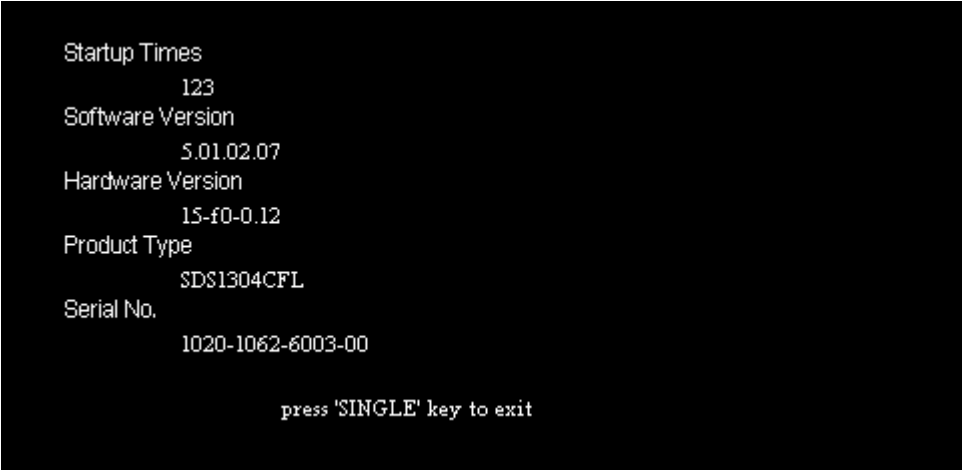 Startup Times
123
Software Version
5.01.02.07
Hardware Version
15-f0-0.12
Product Type
SDS1304CFL
Serial No.
1020-1062-6003-00
press 'SINGLE' key to exit